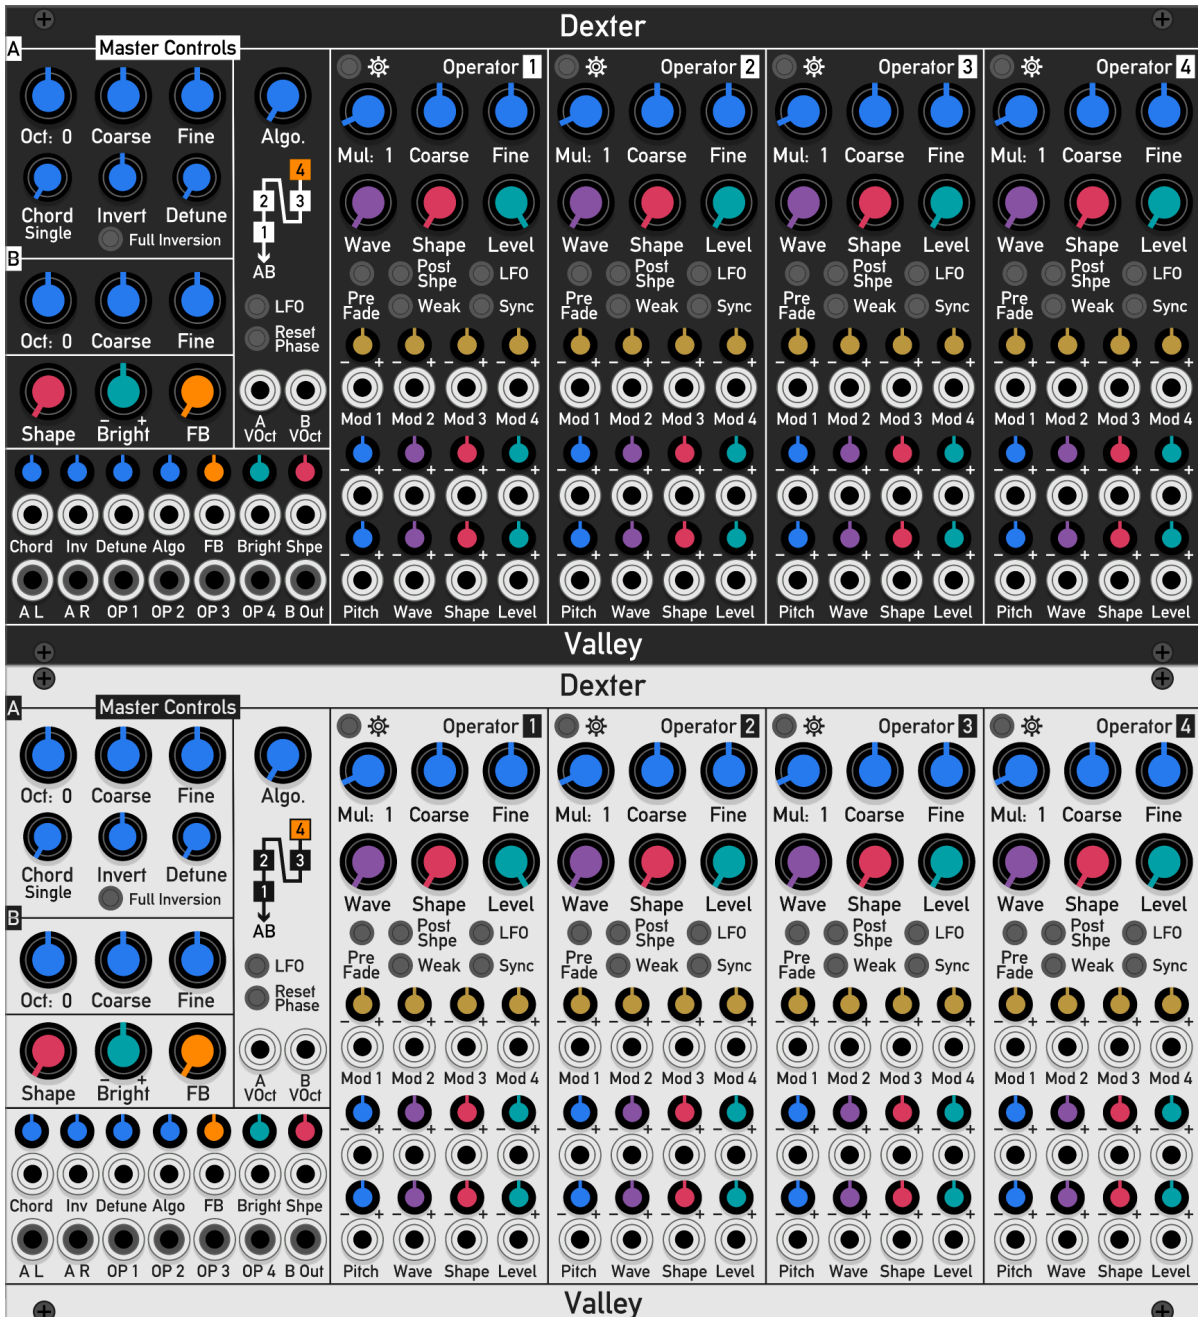 Dexter
A Master Controls
Operator 1 Operator 2 Operator 3 Operator 4
Oct: 0 Coarse Fine Algo.
Mul: 1 Coarse Fine Mul: 1 Coarse Fine Mul: 1 Coarse Fine Mul: 1 Coarse Fine
4
2 3
1
AB
Chord Invert Detune
Single Full Inversion
Wave Shape Level Wave Shape Level Wave Shape Level Wave Shape Level
B
Post Shpe LFO Post Shpe LFO Post Shpe LFO Post Shpe LFO
Pre Fade Weak Sync Pre Fade Weak Sync Pre Fade Weak Sync Pre Fade Weak Sync
LFO
Reset Phase
Oct: 0 Coarse Fine
- + - + - + - + - + - + - + - + - + - + - + - + - + - + - + - +
Mod 1 Mod 2 Mod 3 Mod 4 Mod 1 Mod 2 Mod 3 Mod 4 Mod 1 Mod 2 Mod 3 Mod 4 Mod 1 Mod 2 Mod 3 Mod 4
- +
Shape Bright FB
A VOct B VOct
- + - + - + - + - + - + - + - + - + - + - + - + - + - + - + - +
Chord Inv Detune Algo FB Bright Shpe
- + - + - + - + - + - + - + - + - + - + - + - + - + - + - + - +
A L A R OP 1 OP 2 OP 3 OP 4 B Out
Pitch Wave Shape Level Pitch Wave Shape Level Pitch Wave Shape Level Pitch Wave Shape Level
Valley
Dexter
A Master Controls
Operator 1 Operator 2 Operator 3 Operator 4
Oct: 0 Coarse Fine Algo.
Mul: 1 Coarse Fine Mul: 1 Coarse Fine Mul: 1 Coarse Fine Mul: 1 Coarse Fine
4
2 3
1
AB
Chord Invert Detune
Single Full Inversion
Wave Shape Level Wave Shape Level Wave Shape Level Wave Shape Level
B
Post Shpe LFO Post Shpe LFO Post Shpe LFO Post Shpe LFO
Pre Fade Weak Sync Pre Fade Weak Sync Pre Fade Weak Sync Pre Fade Weak Sync
LFO
Reset Phase
Oct: 0 Coarse Fine
- + - + - + - + - + - + - + - + - + - + - + - + - + - + - + - +
Mod 1 Mod 2 Mod 3 Mod 4 Mod 1 Mod 2 Mod 3 Mod 4 Mod 1 Mod 2 Mod 3 Mod 4 Mod 1 Mod 2 Mod 3 Mod 4
- +
Shape Bright FB
A VOct B VOct
- + - + - + - + - + - + - + - + - + - + - + - + - + - + - + - +
Chord Inv Detune Algo FB Bright Shpe
- + - + - + - + - + - + - + - + - + - + - + - + - + - + - + - +
A L A R OP 1 OP 2 OP 3 OP 4 B Out
Pitch Wave Shape Level Pitch Wave Shape Level Pitch Wave Shape Level Pitch Wave Shape Level
Valley